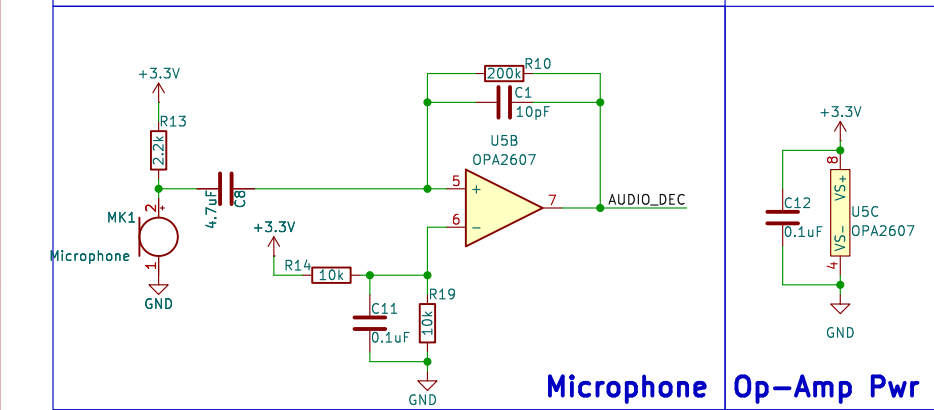 +3.3V
R13
2.2k
MK1
2
+
Microphone
1
GND
4.7uF
C8
+3.3V
R14
10k
C11
0.1uF
R19
10k
GND
R10
200k
C1
10pF
U5B
OPA2607
5
+
6
−
7
AUDIO_DEC
Microphone
+3.3V
8
VS+
C12
0.1uF
U5C
OPA2607
VS-
4
GND
Op-Amp Pwr